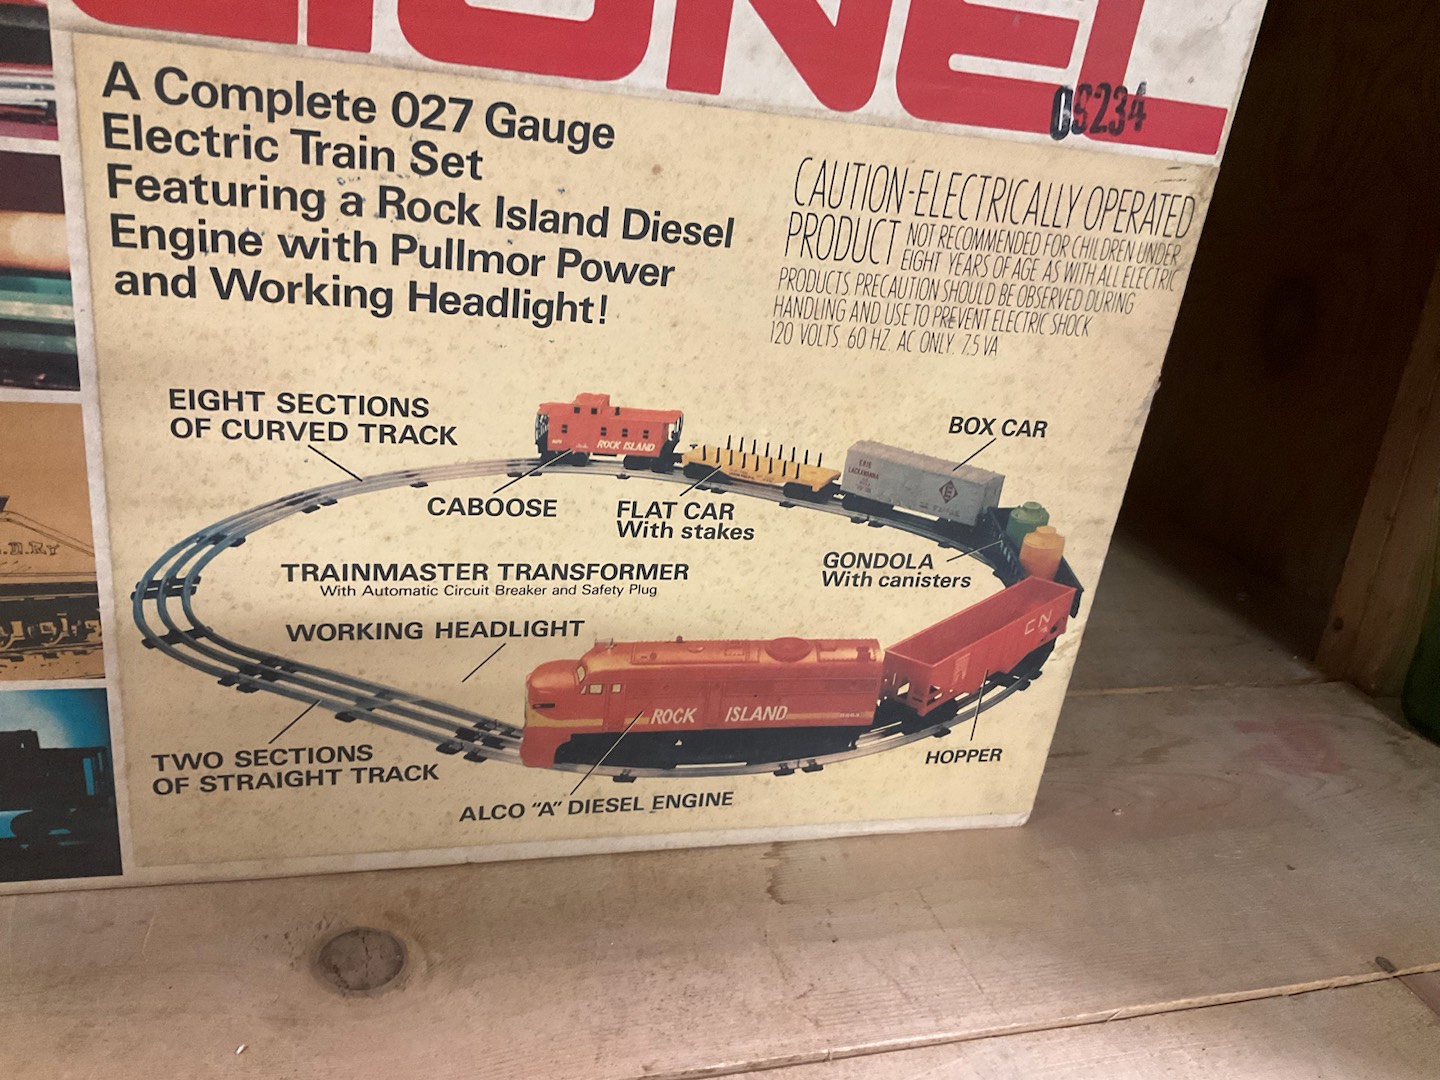 LIONEL
0S234
A Complete 027 Gauge
Electric Train Set
Featuring a Rock Island Diesel
Engine with Pullmor Power
and Working Headlight!
CAUTION-ELECTRICALLY OPERATED
PRODUCT NOT RECOMMENDED FOR CHILDREN UNDER
EIGHT YEARS OF AGE AS WITH ALL ELECTRIC
PRODUCTS PRECAUTION SHOULD BE OBSERVED DURING
HANDLING AND USE TO PREVENT ELECTRIC SHOCK
120 VOLTS. 60 HZ. AC ONLY. 7.5 VA
EIGHT SECTIONS
OF CURVED TRACK
ROCK ISLAND
BOX CAR
ERIE
LACKAWANNA
E
CABOOSE
FLAT CAR
With stakes
GONDOLA
With canisters
TRAINMASTER TRANSFORMER
With Automatic Circuit Breaker and Safety Plug
WORKING HEADLIGHT
CN
ROCK ISLAND
TWO SECTIONS
OF STRAIGHT TRACK
HOPPER
ALCO "A" DIESEL ENGINE